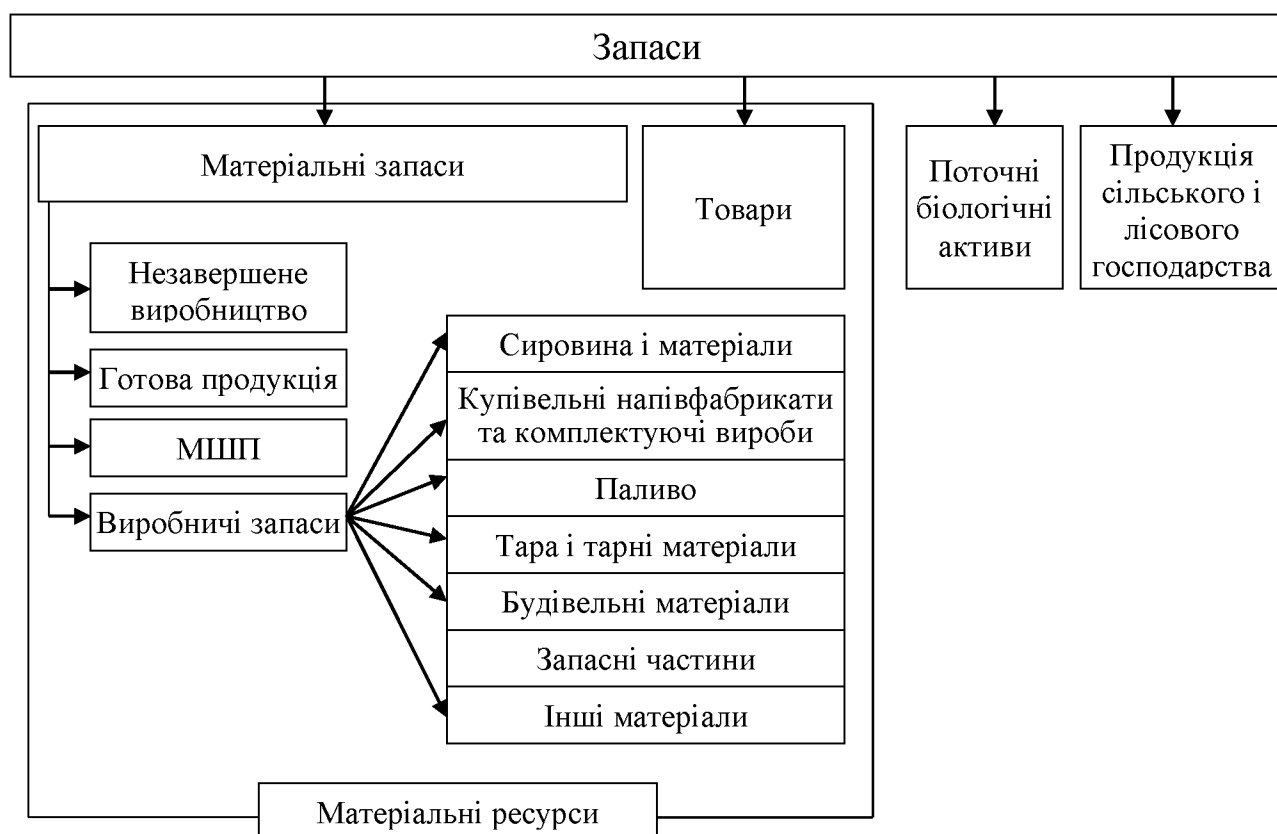 Запаси
Матеріальні запаси
Товари
Поточні
біологічні
активи
Продукція
сільського і
лісового
господарства
Незавершене
виробництво
Готова продукція
МШП
Виробничі запаси
Сировина і матеріали
Купівельні напівфабрикати
та комплектуючі вироби
Паливо
Тара і тарні матеріали
Будівельні матеріали
Запасні частини
Інші матеріали
Матеріальні ресурси